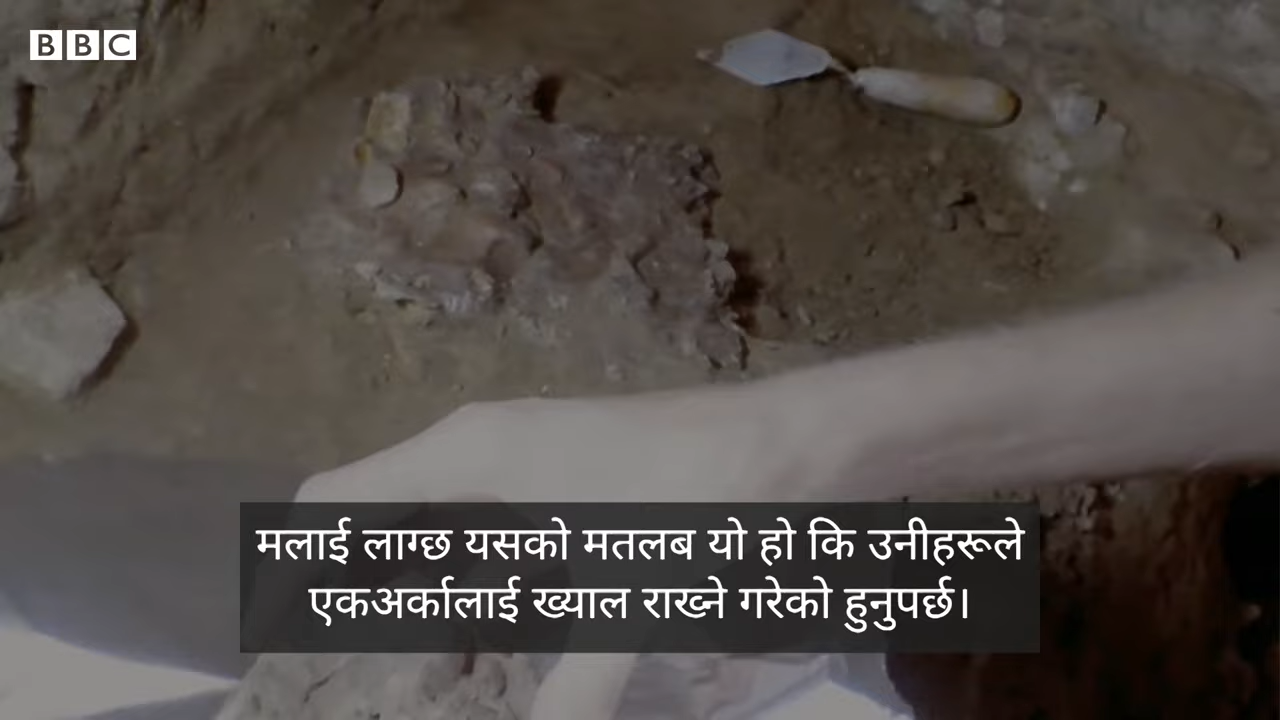 BBC
मलाई लाग्छ यसको मतलब यो हो कि उनीहरूले
एकअर्कालाई ख्याल राख्ने गरेको हुनुपर्छ।